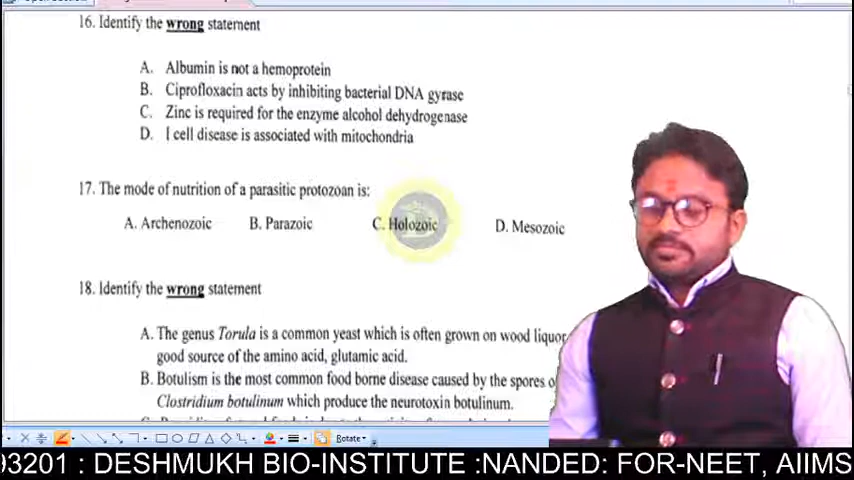 16. Identify the wrong statement
A. Albumin is not a hemoprotein
B. Ciprofloxacin acts by inhibiting bacterial DNA gyrase
C. Zinc is required for the enzyme alcohol dehydrogenase
D. I cell disease is associated with mitochondria
17. The mode of nutrition of a parasitic protozoan is:
A. Archenozoic B. Parazoic C. Holozoic D. Mesozoic
18. Identify the wrong statement
A. The genus Torula is a common yeast which is often grown on wood liquor
good source of the amino acid, glutamic acid.
B. Botulism is the most common food borne disease caused by the spores o
Clostridium botulinum which produce the neurotoxin botulinum.
Rotate
93201 : DESHMUKH BIO-INSTITUTE :NANDED: FOR-NEET, AIIMS